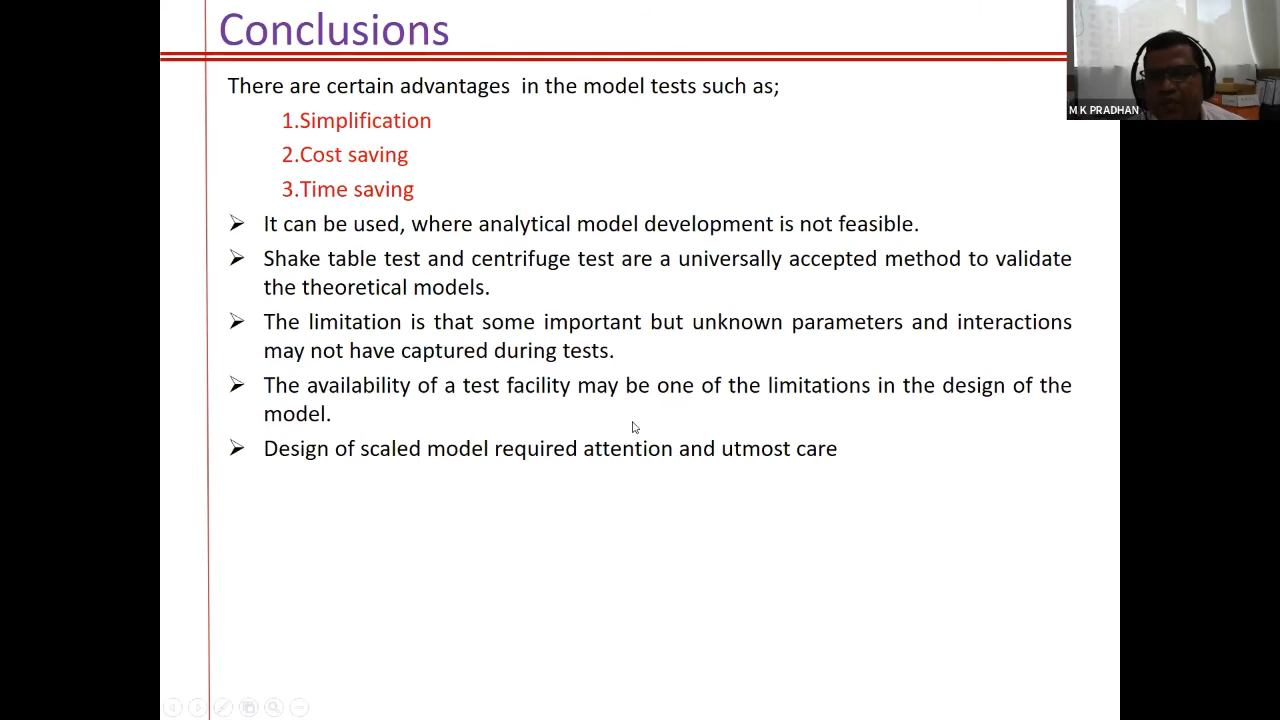 Conclusions
There are certain advantages in the model tests such as;
1.Simplification
2.Cost saving
3.Time saving
It can be used, where analytical model development is not feasible.
Shake table test and centrifuge test are a universally accepted method to validate
the theoretical models.
The limitation is that some important but unknown parameters and interactions
may not have captured during tests.
The availability of a test facility may be one of the limitations in the design of the
model.
Design of scaled model required attention and utmost care
M K PRADHAN